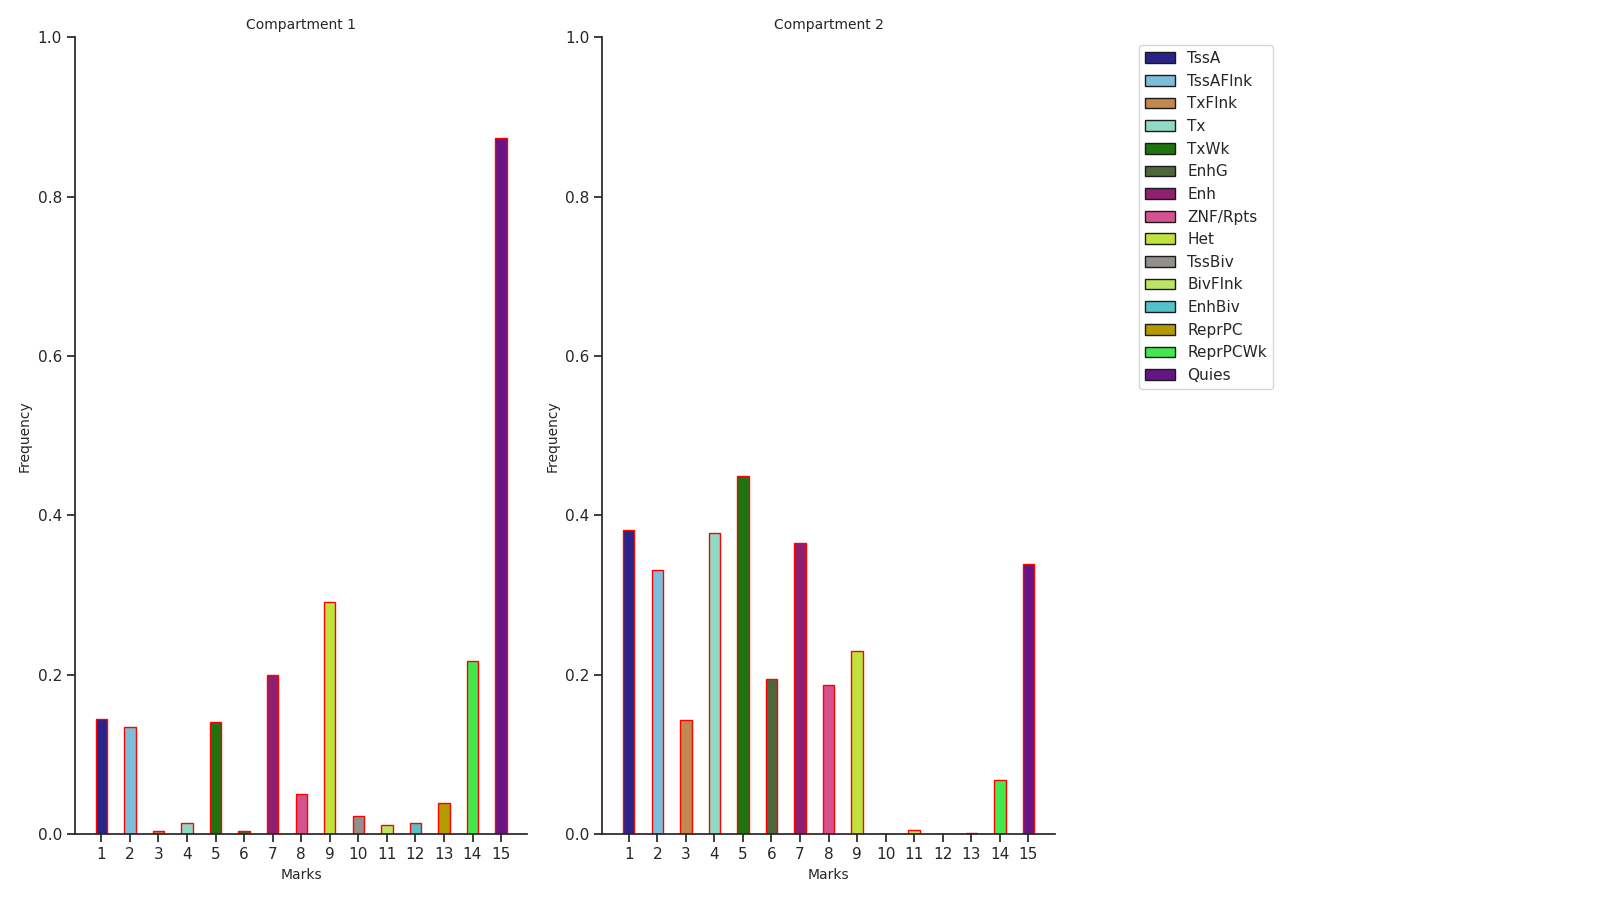 Compartment 1
1.0
0.8
0.6
0.4
0.2
0.0
Frequency
1 2 3 4 5 6 7 8 9 10 11 12 13 14 15
Marks
Compartment 2
1.0
0.8
0.6
0.4
0.2
0.0
Frequency
1 2 3 4 5 6 7 8 9 10 11 12 13 14 15
Marks
TssA
TssAFlnk
TxFlnk
Tx
TxWk
EnhG
Enh
ZNF/Rpts
Het
TssBiv
BivFlnk
EnhBiv
ReprPC
ReprPCWk
Quies